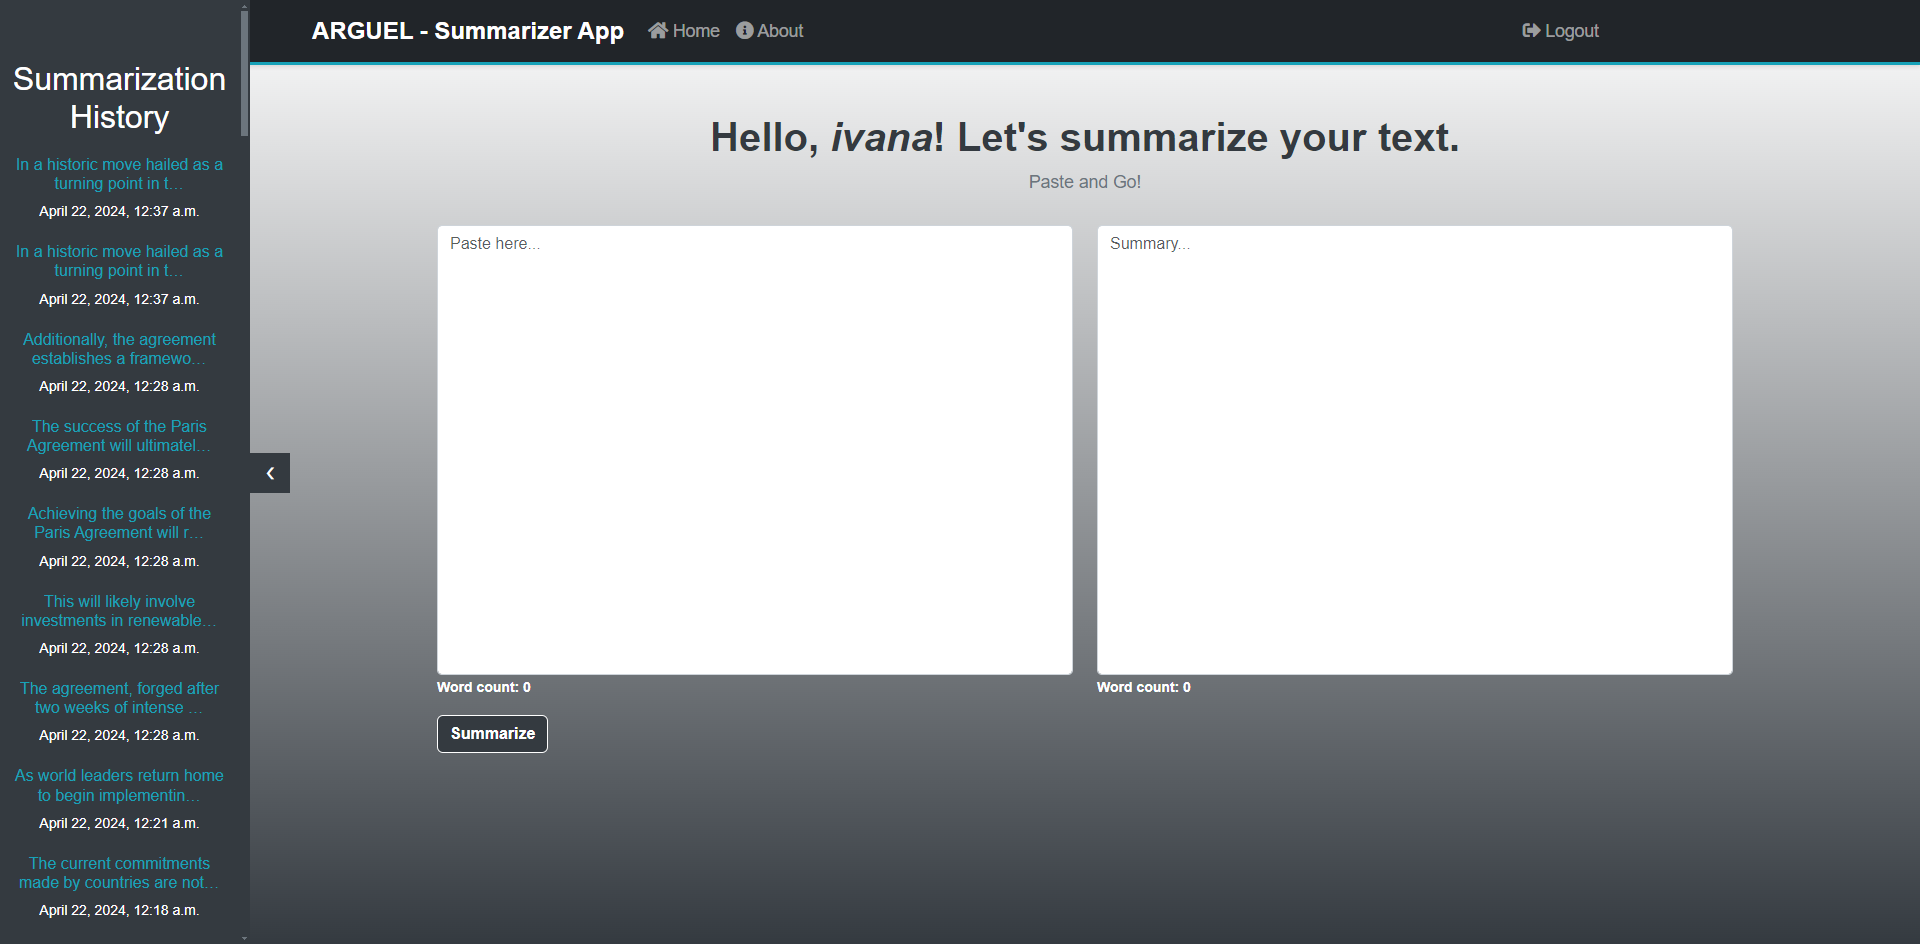 Summarization
History
In a historic move hailed as a
turning point in t…
April 22, 2024, 12:37 a.m.
In a historic move hailed as a
turning point in t…
April 22, 2024, 12:37 a.m.
Additionally, the agreement
establishes a framewo…
April 22, 2024, 12:28 a.m.
The success of the Paris
Agreement will ultimatel…
April 22, 2024, 12:28 a.m.
Achieving the goals of the
Paris Agreement will r…
April 22, 2024, 12:28 a.m.
This will likely involve
investments in renewable…
April 22, 2024, 12:28 a.m.
The agreement, forged after
two weeks of intense …
April 22, 2024, 12:28 a.m.
As world leaders return home
to begin implementin…
April 22, 2024, 12:21 a.m.
The current commitments
made by countries are not…
April 22, 2024, 12:18 a.m.
ARGUEL - Summarizer App Home About Logout
Hello, ivana! Let's summarize your text.
Paste and Go!
Paste here...
Word count: 0
Summary...
Word count: 0
Summarize